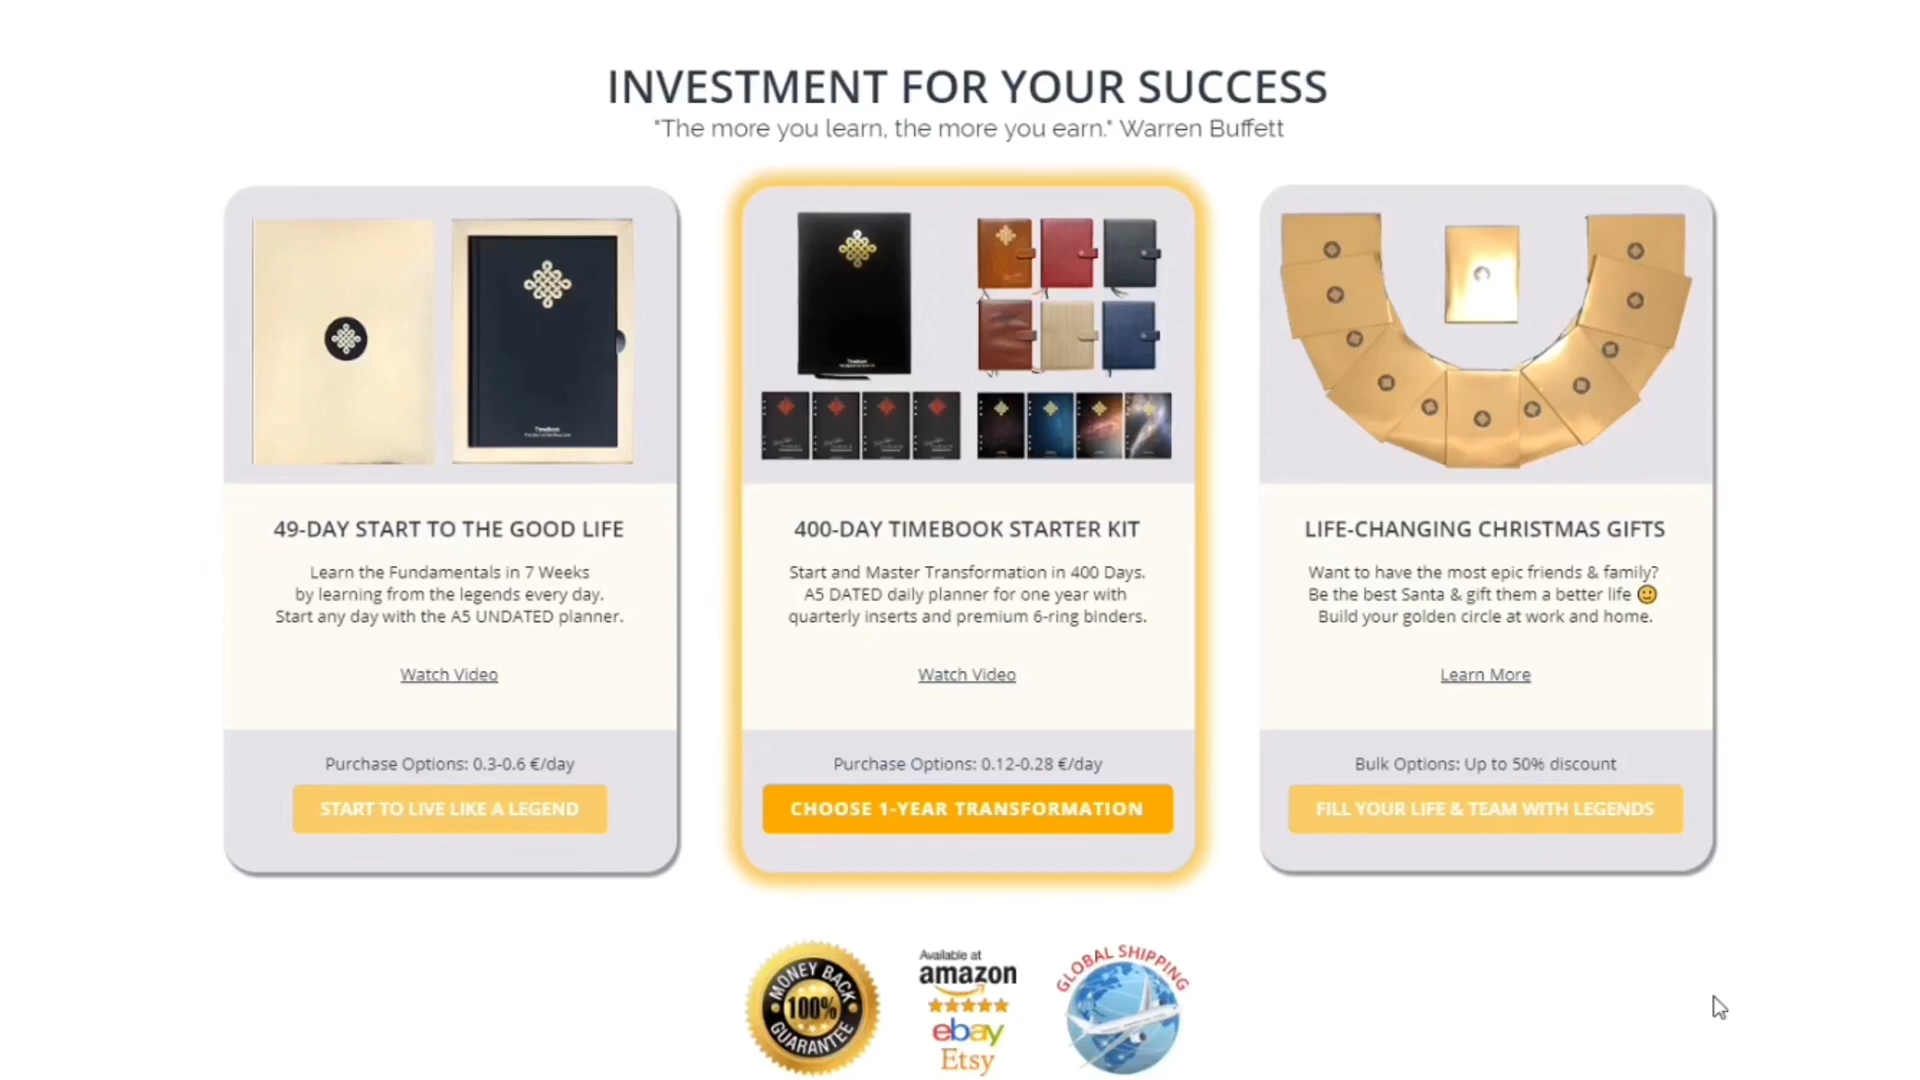 INVESTMENT FOR YOUR SUCCESS
"The more you learn, the more you earn." Warren Buffett
49-DAY START TO THE GOOD LIFE
Learn the Fundamentals in 7 Weeks
by learning from the legends every day.
Start any day with the A5 UNDATED planner.
Watch Video
Purchase Options: 0.3-0.6 €/day
START TO LIVE LIKE A LEGEND
400-DAY TIMEBOOK STARTER KIT
Start and Master Transformation in 400 Days.
A5 DATED daily planner for one year with
quarterly inserts and premium 6-ring binders.
Watch Video
Purchase Options: 0.12-0.28 €/day
CHOOSE 1-YEAR TRANSFORMATION
LIFE-CHANGING CHRISTMAS GIFTS
Want to have the most epic friends & family?
Be the best Santa & gift them a better life 🙂
Build your golden circle at work and home.
Learn More
Bulk Options: Up to 50% discount
FILL YOUR LIFE & TEAM WITH LEGENDS
MONEY BACK
100%
GUARANTEE
Available at
amazon
ebay
Etsy
GLOBAL SHIPPING